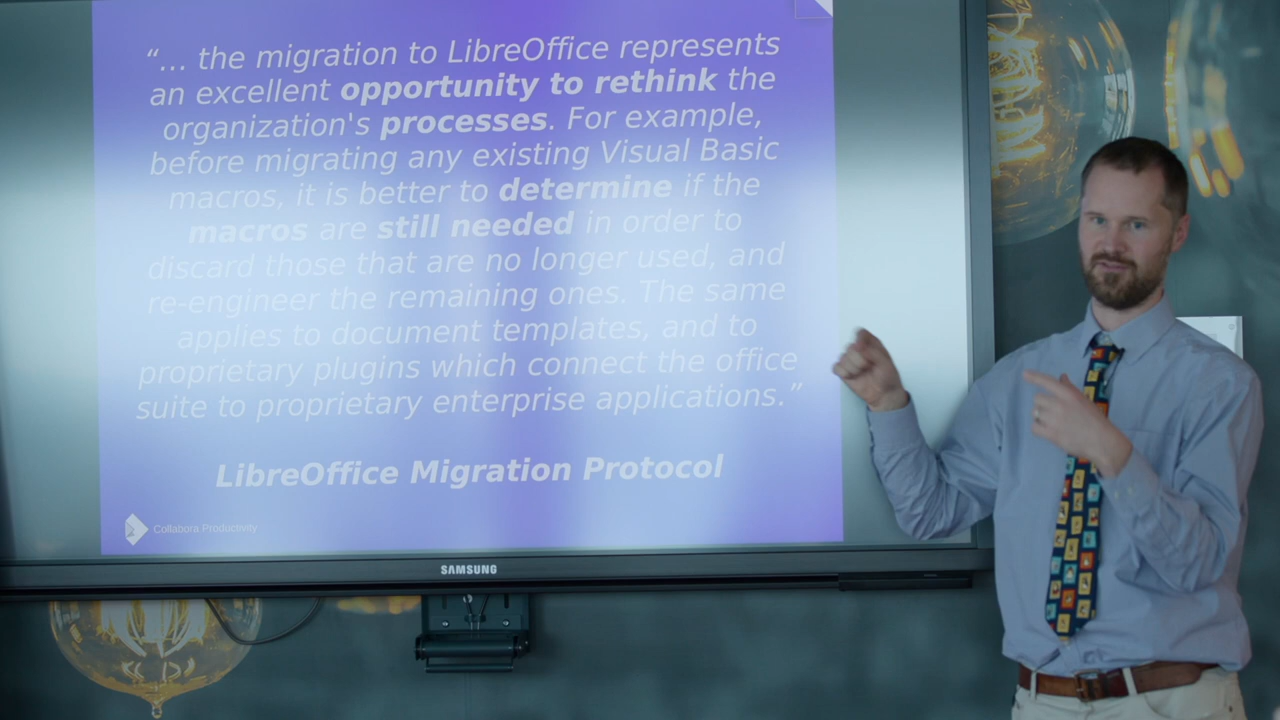 “... the migration to LibreOffice represents
an excellent opportunity to rethink the
organization's processes. For example,
before migrating any existing Visual Basic
macros, it is better to determine if the
macros are still needed in order to
discard those that are no longer used, and
re-engineer the remaining ones. The same
applies to document templates, and to
proprietary plugins which connect the office
suite to proprietary enterprise applications.”
LibreOffice Migration Protocol
Collabora Productivity
SAMSUNG